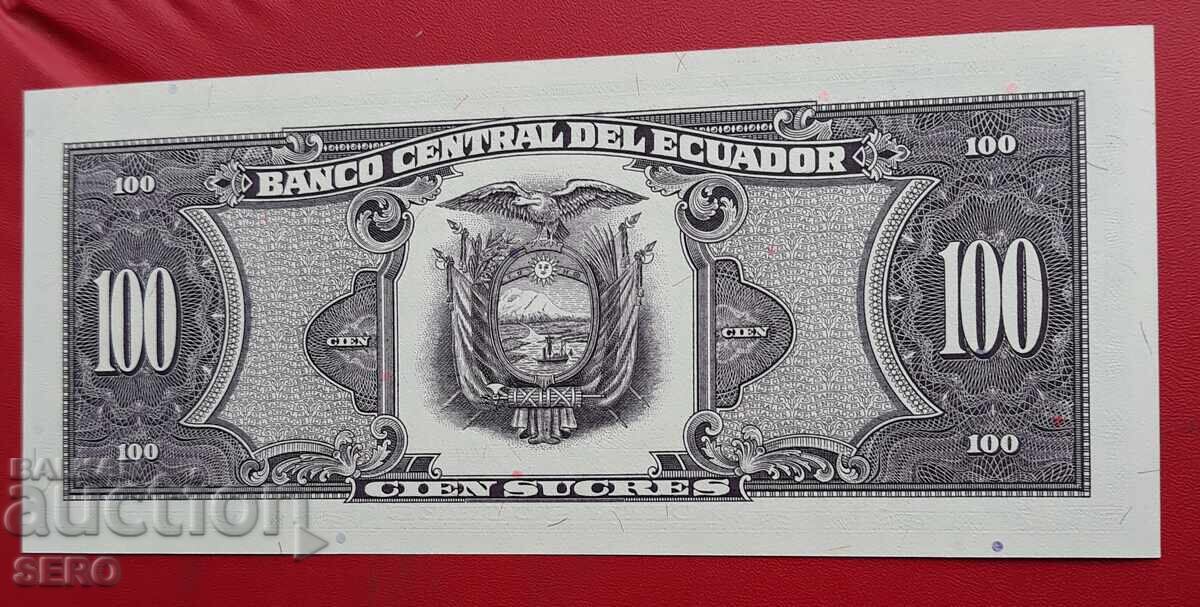 BANCO CENTRAL DEL ECUADOR
100 100
100 100
CIEN CIEN
100 100
CIEN SUCRES
auction
SERO